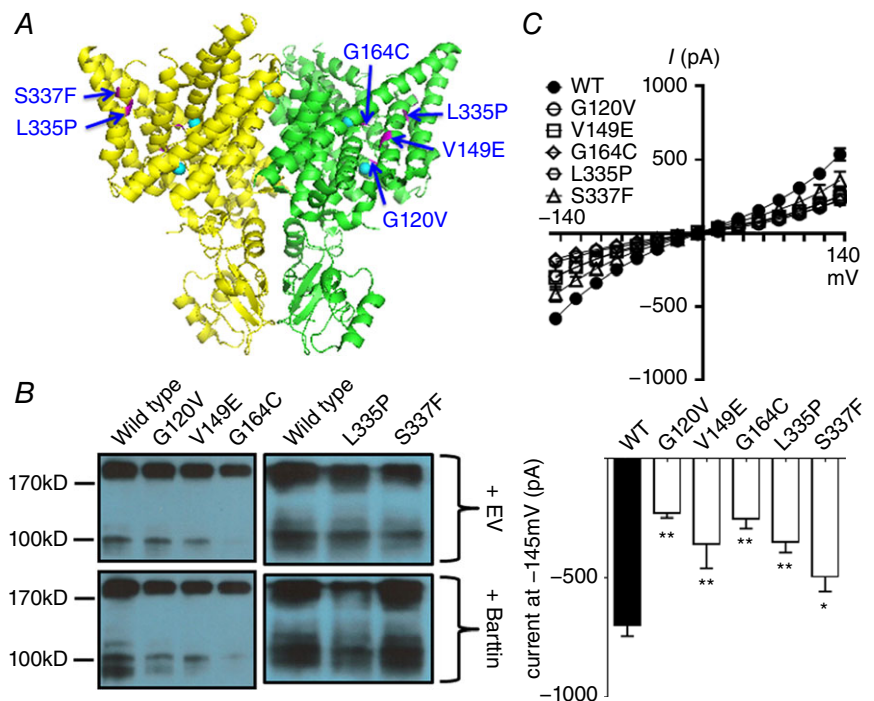 A
G164C
S337F
L335P
L335P
V149E
G120V
B
Wild type
G120V
V149E
G164C
Wild type
L335P
S337F
170kD
100kD
+ EV
170kD
100kD
+ Barttin
C
I (pA)
1000
WT
G120V
V149E
G164C
L335P
S337F
500
−140
140
mV
−500
−1000
WT
G120V
V149E
G164C
L335P
S337F
current at −145mV (pA)
**
**
**
**
*
−500
−1000